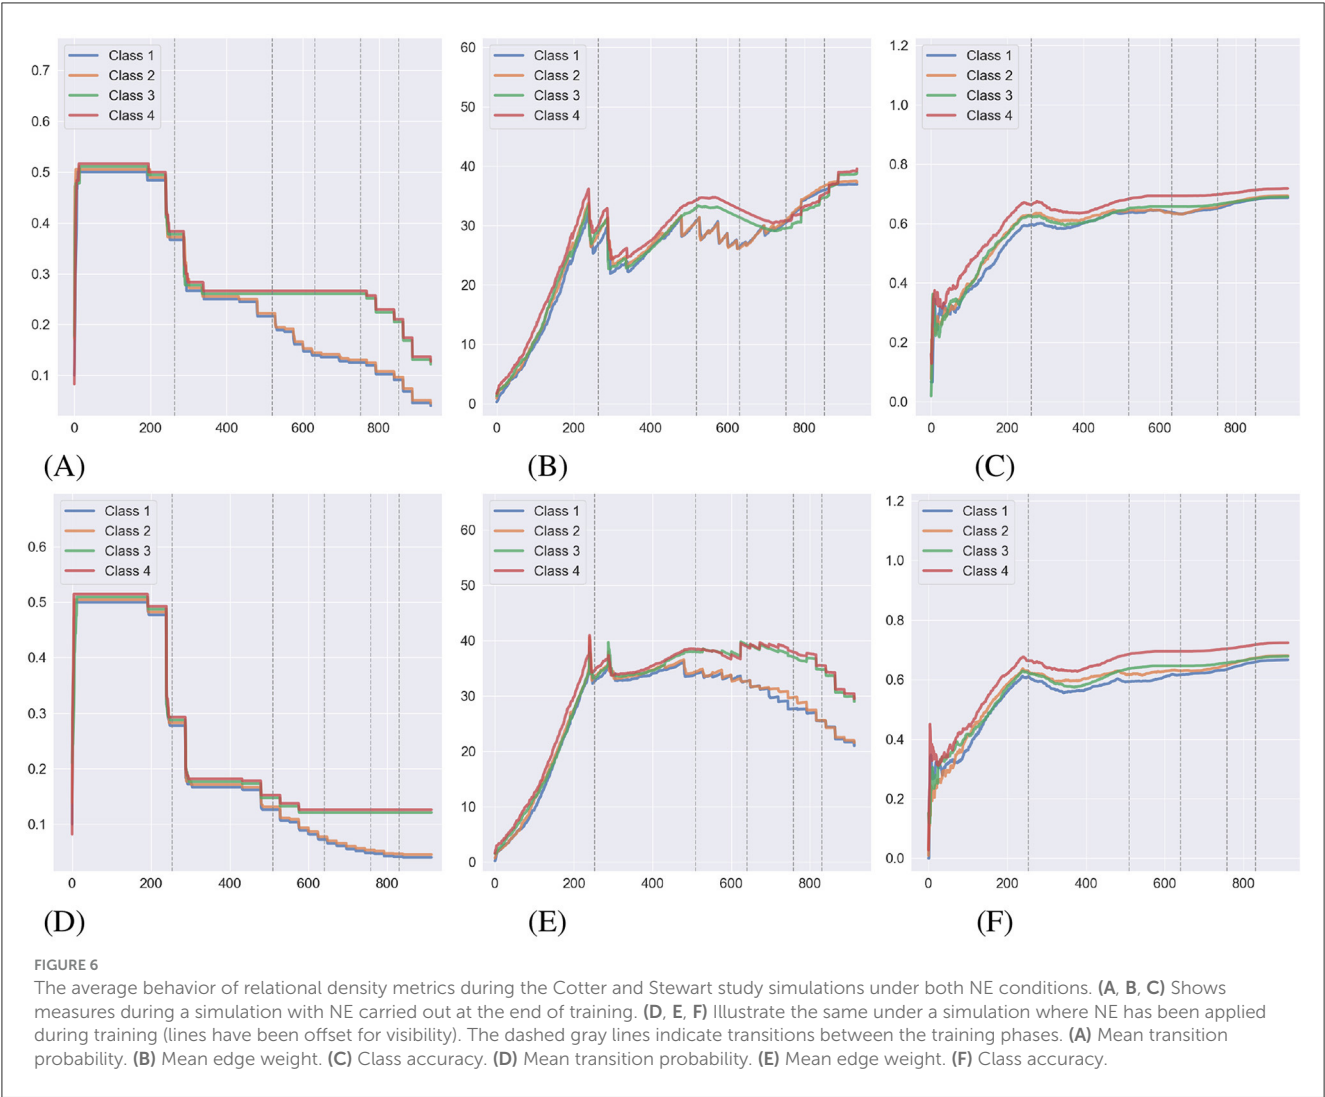 Class 1
Class 2
Class 3
Class 4
0.7
0.6
0.5
0.4
0.3
0.2
0.1
0 200 400 600 800
(A)
Class 1
Class 2
Class 3
Class 4
60
50
40
30
20
10
0
0 200 400 600 800
(B)
Class 1
Class 2
Class 3
Class 4
1.2
1.0
0.8
0.6
0.4
0.2
0.0
0 200 400 600 800
(C)
Class 1
Class 2
Class 3
Class 4
0.6
0.5
0.4
0.3
0.2
0.1
0 200 400 600 800
(D)
Class 1
Class 2
Class 3
Class 4
60
50
40
30
20
10
0
0 200 400 600 800
(E)
Class 1
Class 2
Class 3
Class 4
1.2
1.0
0.8
0.6
0.4
0.2
0.0
0 200 400 600 800
(F)
FIGURE 6
The average behavior of relational density metrics during the Cotter and Stewart study simulations under both NE conditions. (A, B, C) Shows
measures during a simulation with NE carried out at the end of training. (D, E, F) Illustrate the same under a simulation where NE has been applied
during training (lines have been offset for visibility). The dashed gray lines indicate transitions between the training phases. (A) Mean transition
probability. (B) Mean edge weight. (C) Class accuracy. (D) Mean transition probability. (E) Mean edge weight. (F) Class accuracy.